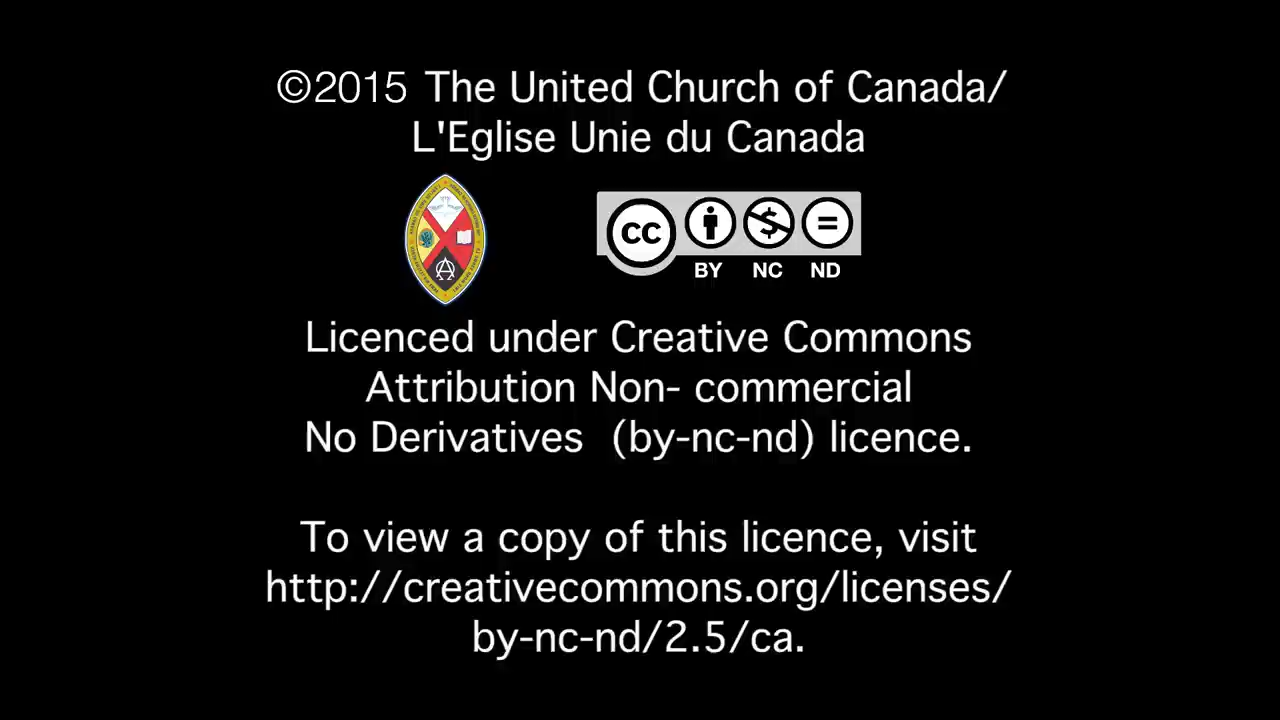 ©2015 The United Church of Canada/
L'Eglise Unie du Canada
cc
BY NC ND
Licenced under Creative Commons
Attribution Non- commercial
No Derivatives (by-nc-nd) licence.
To view a copy of this licence, visit
http://creativecommons.org/licenses/
by-nc-nd/2.5/ca.